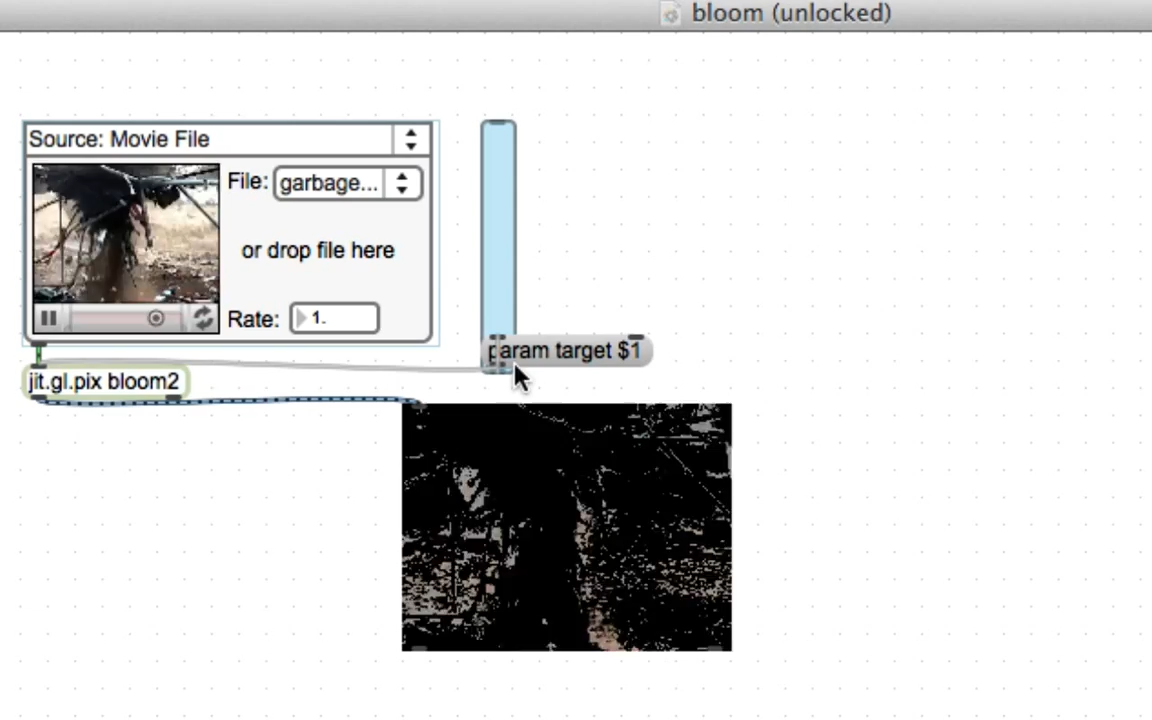 bloom (unlocked)
Source: Movie File
File: garbage...
or drop file here
Rate: 1.
param target $1
jit.gl.pix bloom2